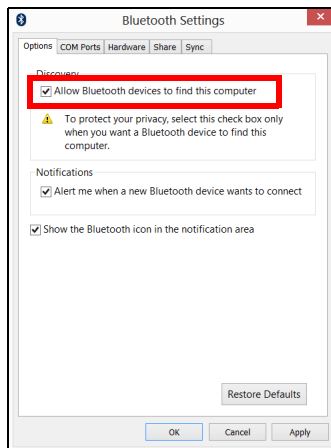 Bluetooth Settings
Options COM Ports Hardware Share Sync
Discovery
Allow Bluetooth devices to find this computer
To protect your privacy, select this check box only
when you want a Bluetooth device to find this
computer.
Notifications
Alert me when a new Bluetooth device wants to connect
Show the Bluetooth icon in the notification area
Restore Defaults
OK Cancel Apply